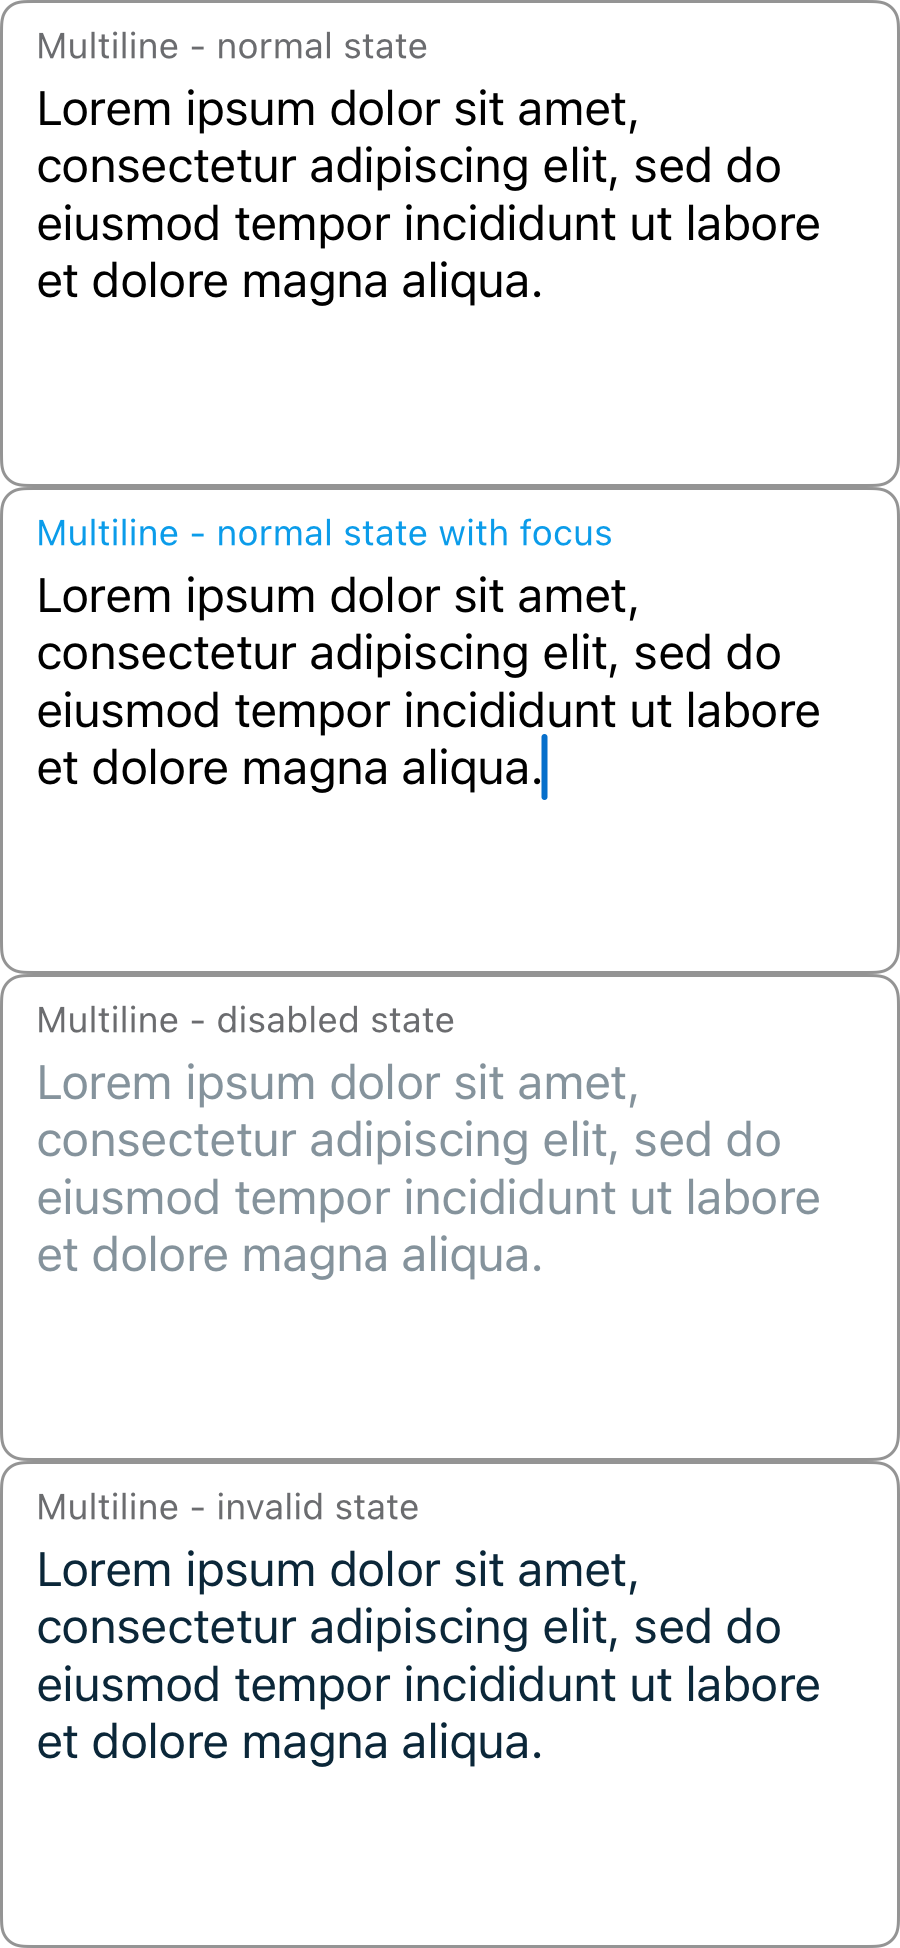 Multiline - normal state
Lorem ipsum dolor sit amet,
consectetur adipiscing elit, sed do
eiusmod tempor incididunt ut labore
et dolore magna aliqua.
Multiline - normal state with focus
Lorem ipsum dolor sit amet,
consectetur adipiscing elit, sed do
eiusmod tempor incididunt ut labore
et dolore magna aliqua.
Multiline - disabled state
Lorem ipsum dolor sit amet,
consectetur adipiscing elit, sed do
eiusmod tempor incididunt ut labore
et dolore magna aliqua.
Multiline - invalid state
Lorem ipsum dolor sit amet,
consectetur adipiscing elit, sed do
eiusmod tempor incididunt ut labore
et dolore magna aliqua.